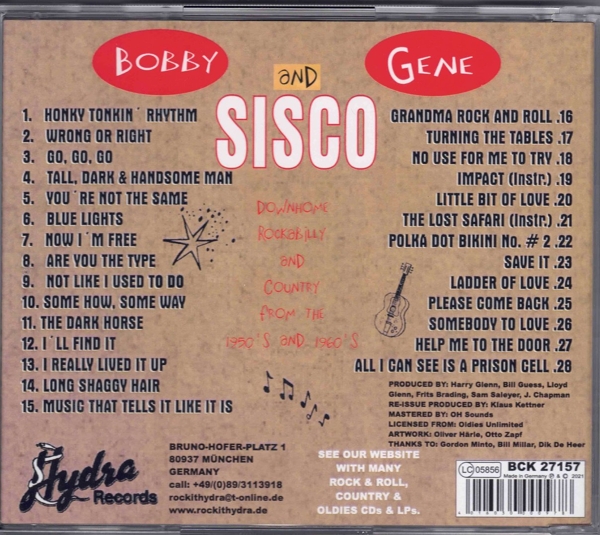 BOBBY
AND
GENE
SISCO
1. HONKY TONKIN´ RHYTHM
2. WRONG OR RIGHT
3. GO, GO, GO
4. TALL, DARK & HANDSOME MAN
5. YOU´RE NOT THE SAME
6. BLUE LIGHTS
7. NOW I´M FREE
8. ARE YOU THE TYPE
9. NOT LIKE I USED TO DO
10. SOME HOW, SOME WAY
11. THE DARK HORSE
12. I´LL FIND IT
13. I REALLY LIVED IT UP
14. LONG SHAGGY HAIR
15. MUSIC THAT TELLS IT LIKE IT IS
DOWNHOME
ROCKABILLY
AND
COUNTRY
FROM THE
1950´S AND 1960´S
GRANDMA ROCK AND ROLL .16
TURNING THE TABLES .17
NO USE FOR ME TO TRY .18
IMPACT (Instr.) .19
LITTLE BIT OF LOVE .20
THE LOST SAFARI (Instr.) .21
POLKA DOT BIKINI No. # 2 .22
SAVE IT .23
LADDER OF LOVE .24
PLEASE COME BACK .25
SOMEBODY TO LOVE .26
HELP ME TO THE DOOR .27
ALL I CAN SEE IS A PRISON CELL .28
PRODUCED BY: Harry Glenn, Bill Guess, Lloyd
Glenn, Frits Brading, Sam Saleyer, J. Chapman
RE-ISSUE PRODUCED BY: Klaus Kettner
MASTERED BY: OH Sounds
LICENSED FROM: Oldies Unlimited
ARTWORK: Oliver Härle, Otto Zapf
THANKS TO: Gordon Minto, Bill Millar, Dik De Heer
Hydra
Records
BRUNO-HOFER-PLATZ 1
80937 MÜNCHEN
GERMANY
call: +49/(0)89/3113918
rockithydra@t-online.de
www.rockithydra.de
SEE OUR WEBSITE
WITH MANY
ROCK & ROLL,
COUNTRY &
OLDIES CDs & LPs.
LC 05856
BCK 27157
Made in Germany ℗ & © 2021